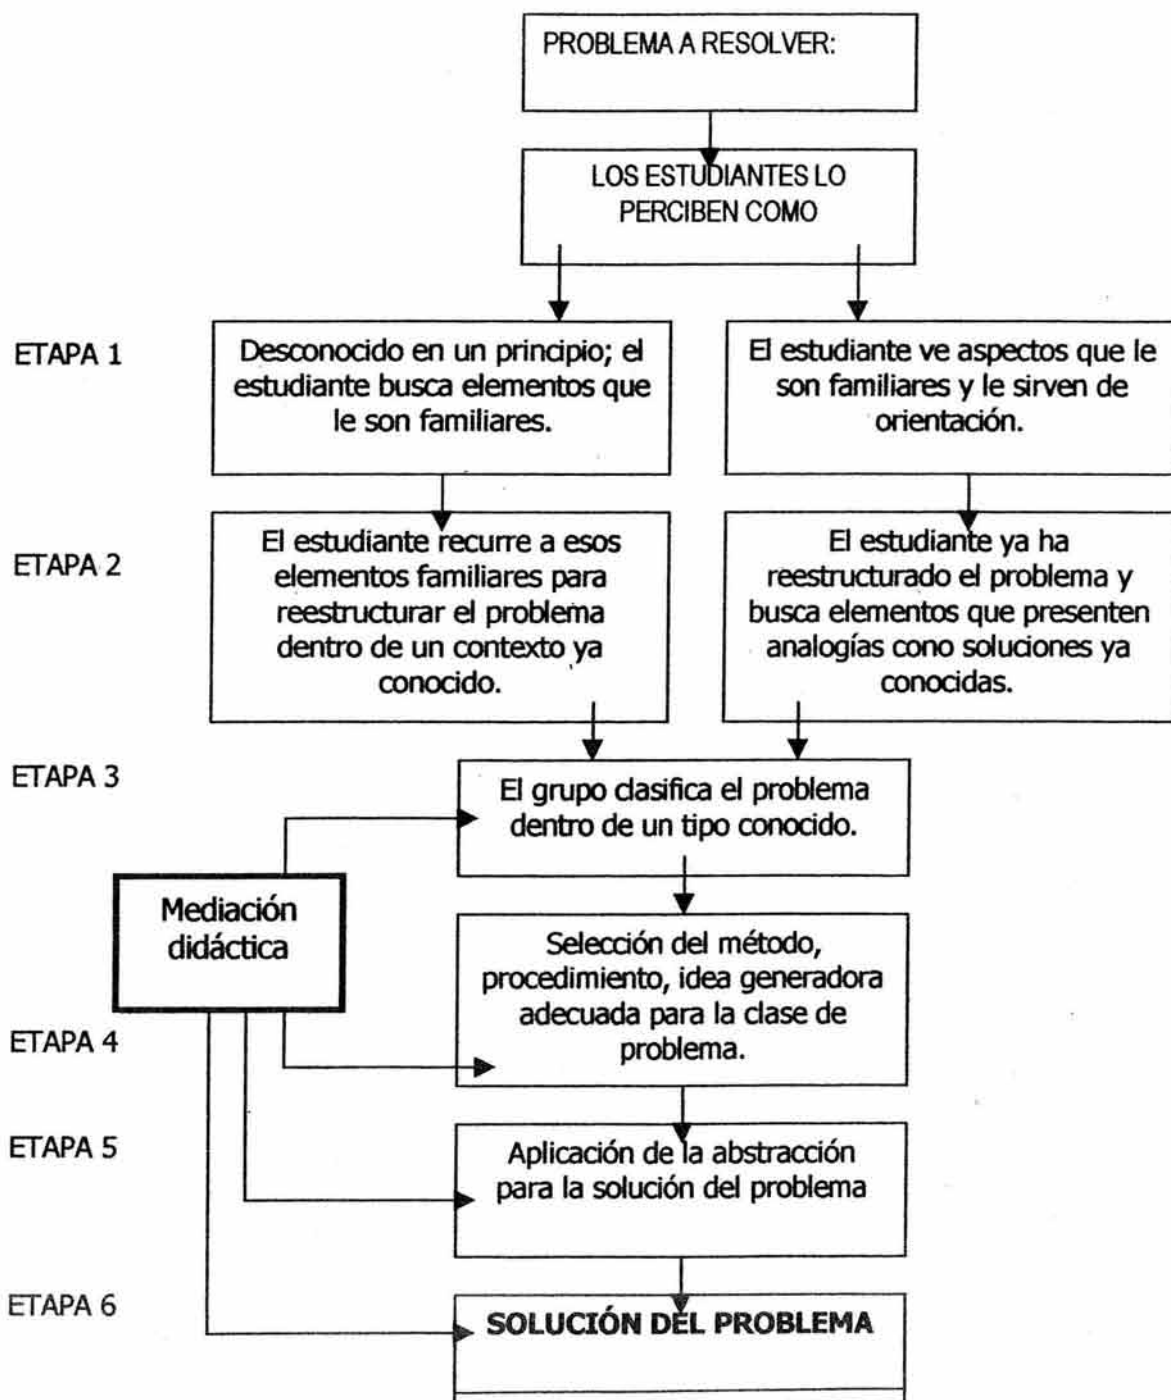 PROBLEMA A RESOLVER:
LOS ESTUDIANTES LO
PERCIBEN COMO
ETAPA 1
Desconocido en un principio; el
estudiante busca elementos que
le son familiares.
El estudiante ve aspectos que le
son familiares y le sirven de
orientación.
ETAPA 2
El estudiante recurre a esos
elementos familiares para
reestructurar el problema
dentro de un contexto ya
conocido.
El estudiante ya ha
reestructurado el problema y
busca elementos que presenten
analogías cono soluciones ya
conocidas.
ETAPA 3
El grupo clasifica el problema
dentro de un tipo conocido.
Mediación
didáctica
ETAPA 4
Selección del método,
procedimiento, idea generadora
adecuada para la clase de
problema.
ETAPA 5
Aplicación de la abstracción
para la solución del problema
ETAPA 6
SOLUCIÓN DEL PROBLEMA